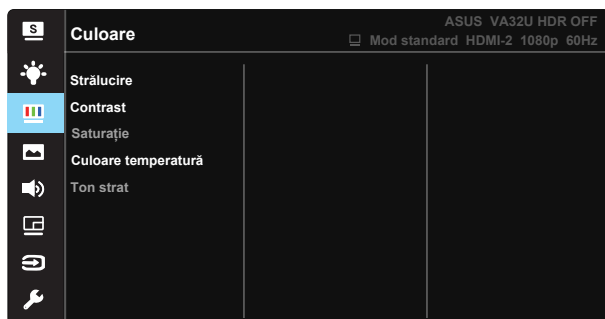 S
Culoare
ASUS VA32U HDR OFF
Mod standard HDMI-2 1080p 60Hz
Strălucire
Contrast
Saturație
Culoare temperatură
Ton strat